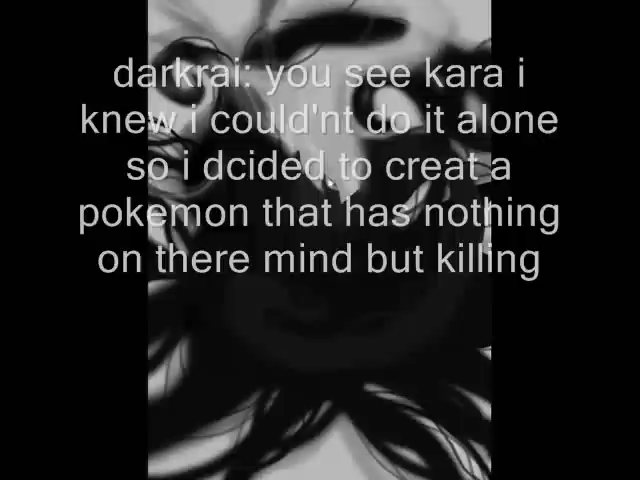 darkrai: you see kara i
knew i could'nt do it alone
so i dcided to creat a
pokemon that has nothing
on there mind but killing